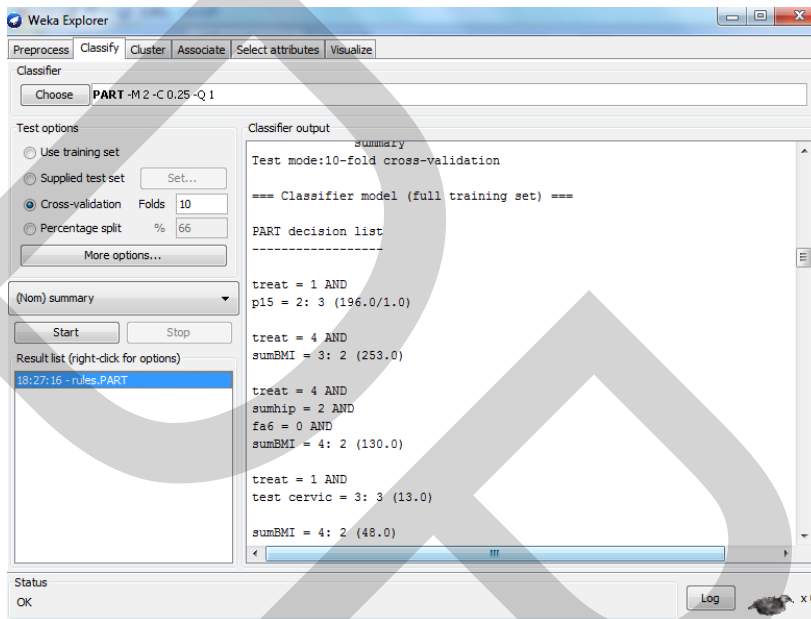 Weka Explorer
Preprocess Classify Cluster Associate Select attributes Visualize
Classifier
Choose PART -M 2 -C 0.25 -Q 1
Test options
Use training set
Supplied test set Set...
Cross-validation Folds 10
Percentage split % 66
More options...
(Nom) summary
Start Stop
Result list (right-click for options)
18:27:16 - rules.PART
Classifier output
summary
Test mode:10-fold cross-validation
=== Classifier model (full training set) ===
PART decision list
------------------
treat = 1 AND
p15 = 2: 3 (196.0/1.0)
treat = 4 AND
sumBMI = 3: 2 (253.0)
treat = 4 AND
sumhip = 2 AND
fa6 = 0 AND
sumBMI = 4: 2 (130.0)
treat = 1 AND
test cervic = 3: 3 (13.0)
sumBMI = 4: 2 (48.0)
Status
OK
Log
x